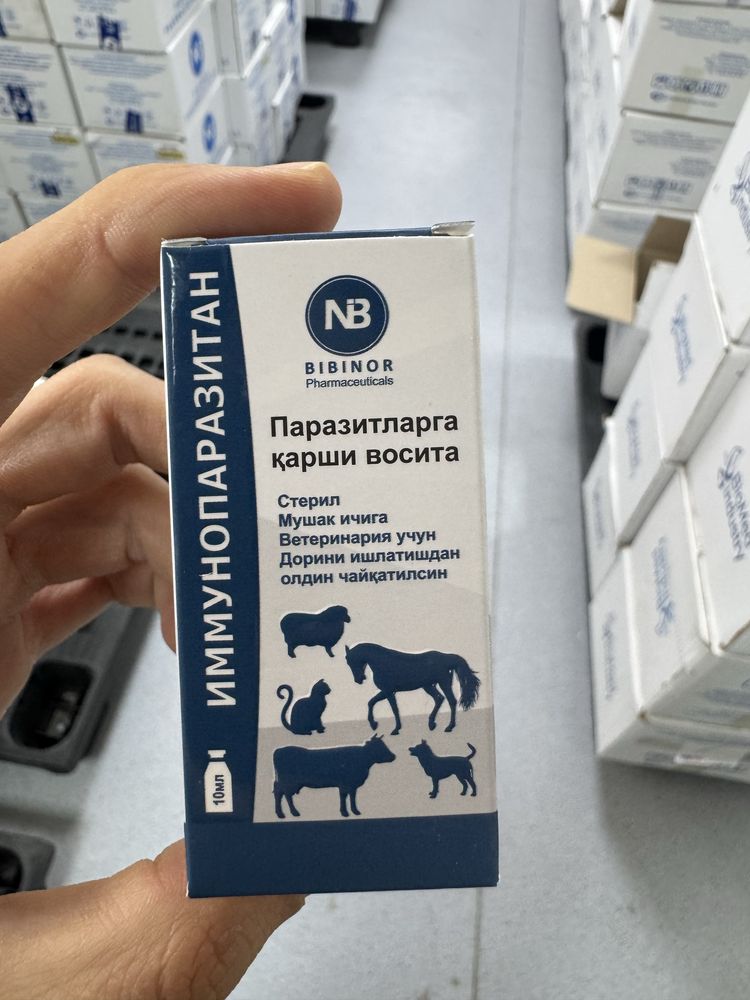 ИММУНОПАРАЗИТАН
10мл
NB
BIBINOR
Pharmaceuticals
Паразитларга
қарши восита
Стерил
Мушак ичига
Ветеринария учун
Дорини ишлатишдан
олдин чайқатилсин